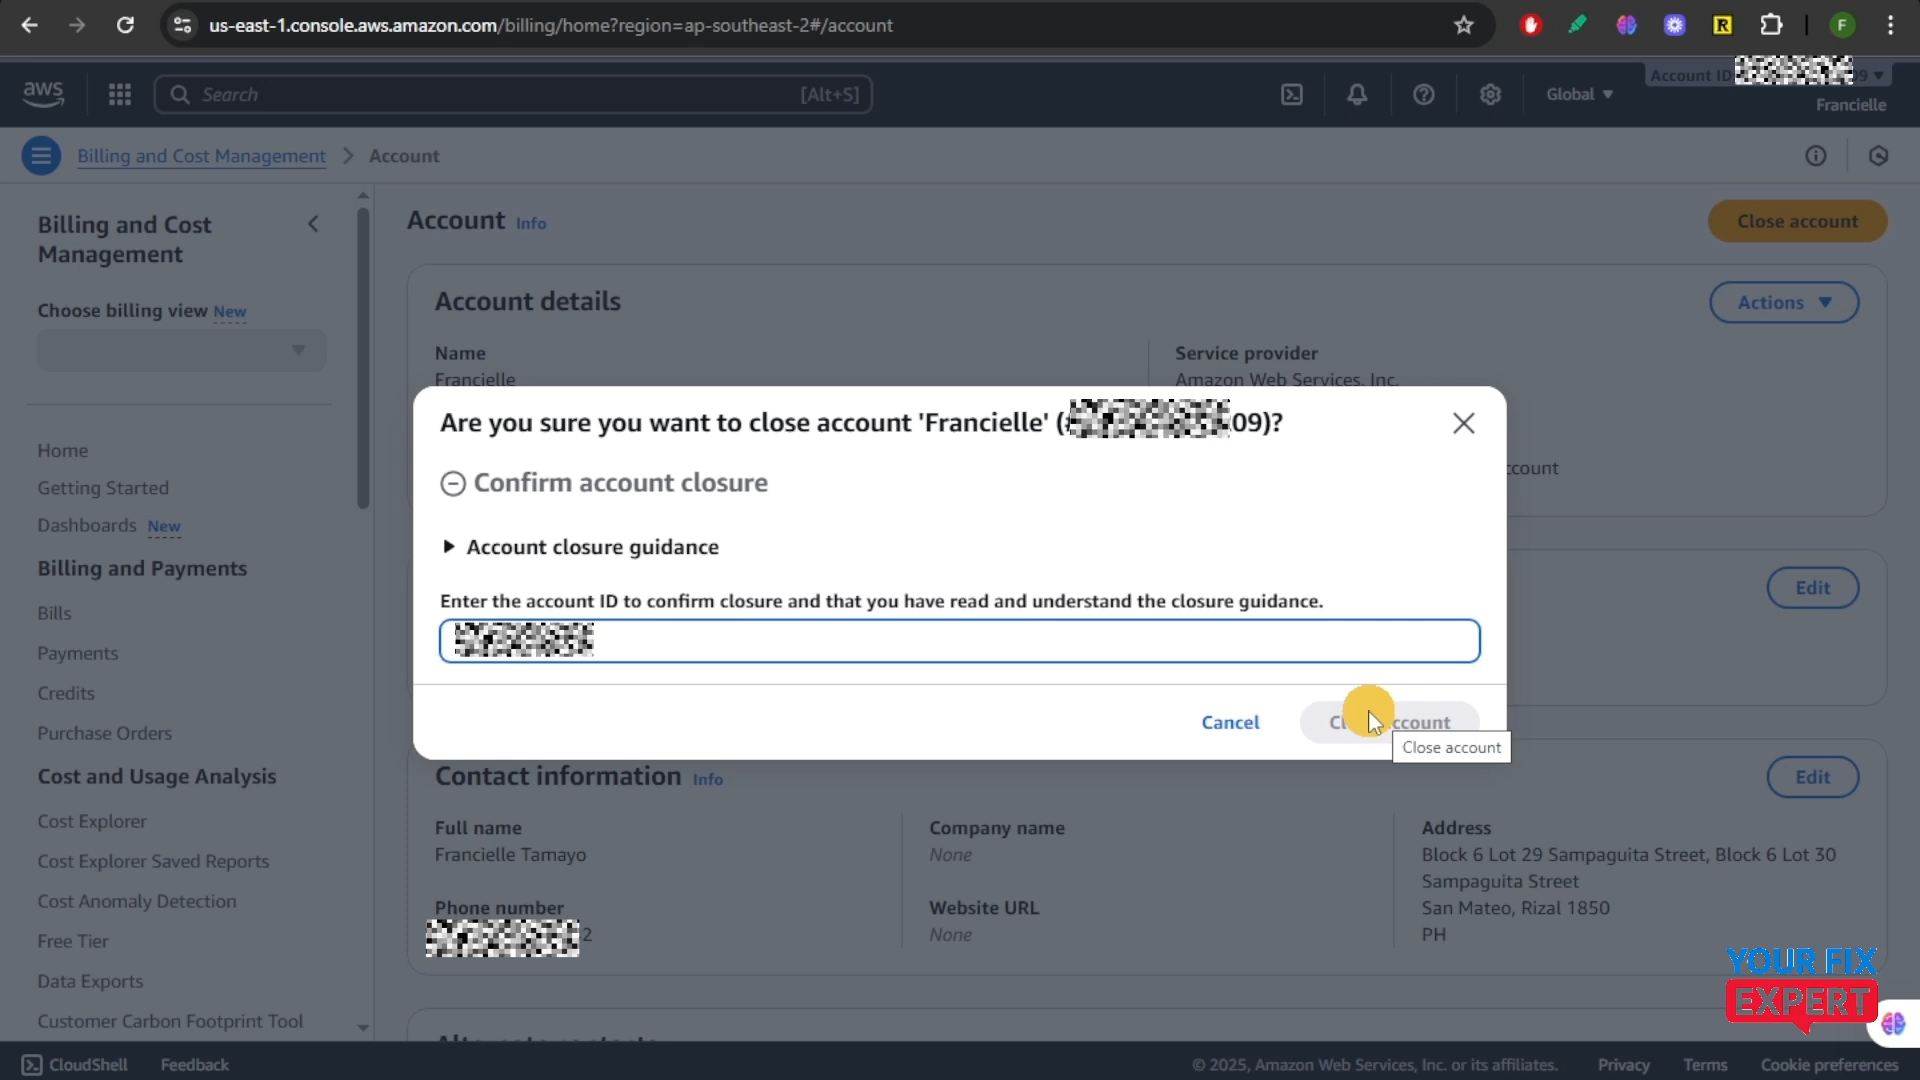 us-east-1.console.aws.amazon.com/billing/home?region=ap-southeast-2#/account
F
aws
Search
[Alt+S]
Global
Account ID
09
Francielle
Billing and Cost Management
Account
Billing and Cost
Management
Choose billing view New
Home
Getting Started
Dashboards New
Billing and Payments
Bills
Payments
Credits
Purchase Orders
Cost and Usage Analysis
Cost Explorer
Cost Explorer Saved Reports
Cost Anomaly Detection
Free Tier
Data Exports
Customer Carbon Footprint Tool
Account Info
Close account
Account details
Actions
Name
Francielle
Service provider
Amazon Web Services, Inc.
Are you sure you want to close account 'Francielle' (# 09)?
Confirm account closure
Account closure guidance
Enter the account ID to confirm closure and that you have read and understand the closure guidance.
Cancel
Close account
Edit
Contact information Info
Edit
Full name
Francielle Tamayo
Phone number
2
Company name
None
Website URL
None
Address
Block 6 Lot 29 Sampaguita Street, Block 6 Lot 30
Sampaguita Street
San Mateo, Rizal 1850
PH
YOUR FIX
EXPERT
CloudShell
Feedback
© 2025, Amazon Web Services, Inc. or its affiliates.
Privacy
Terms
Cookie preferences